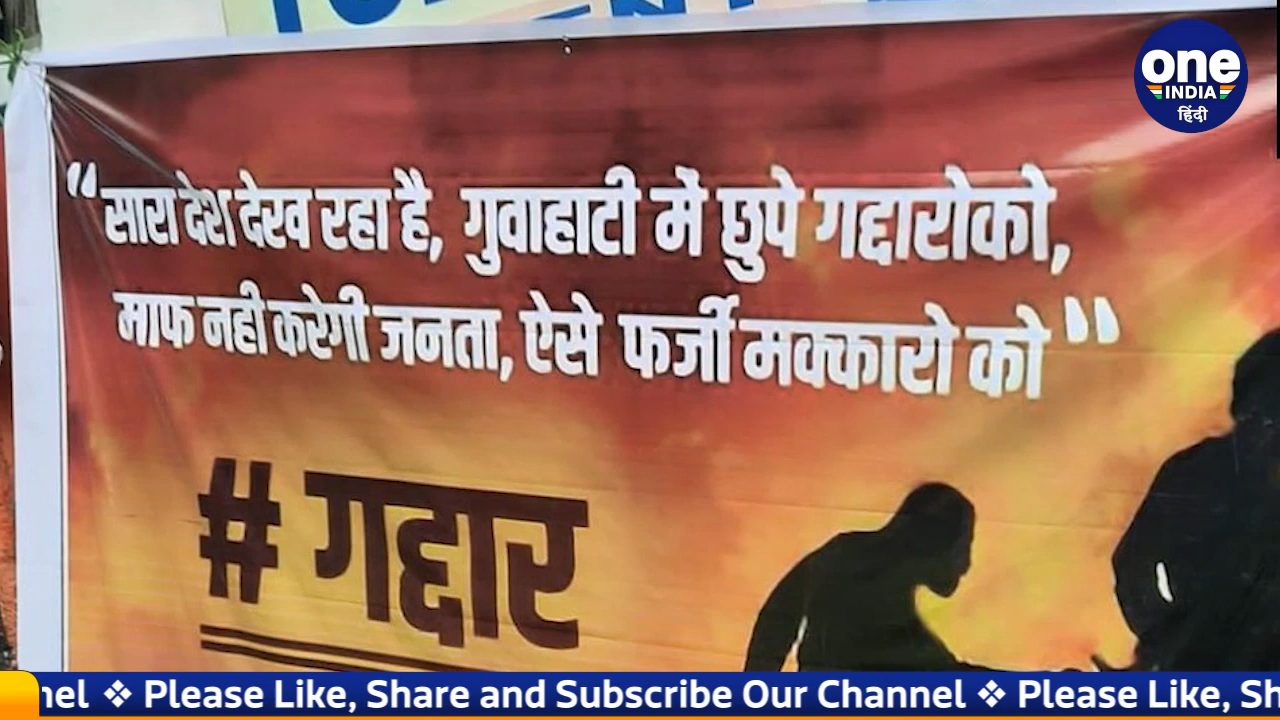 one
INDIA
हिंदी
“सारा देश देख रहा है, गुवाहाटी में छुपे गद्दारोको,
माफ नही करेगी जनता, ऐसे फर्जी मक्कारो को”
# गद्दार
nel ❖ Please Like, Share and Subscribe Our Channel ❖ Please Like, Sh